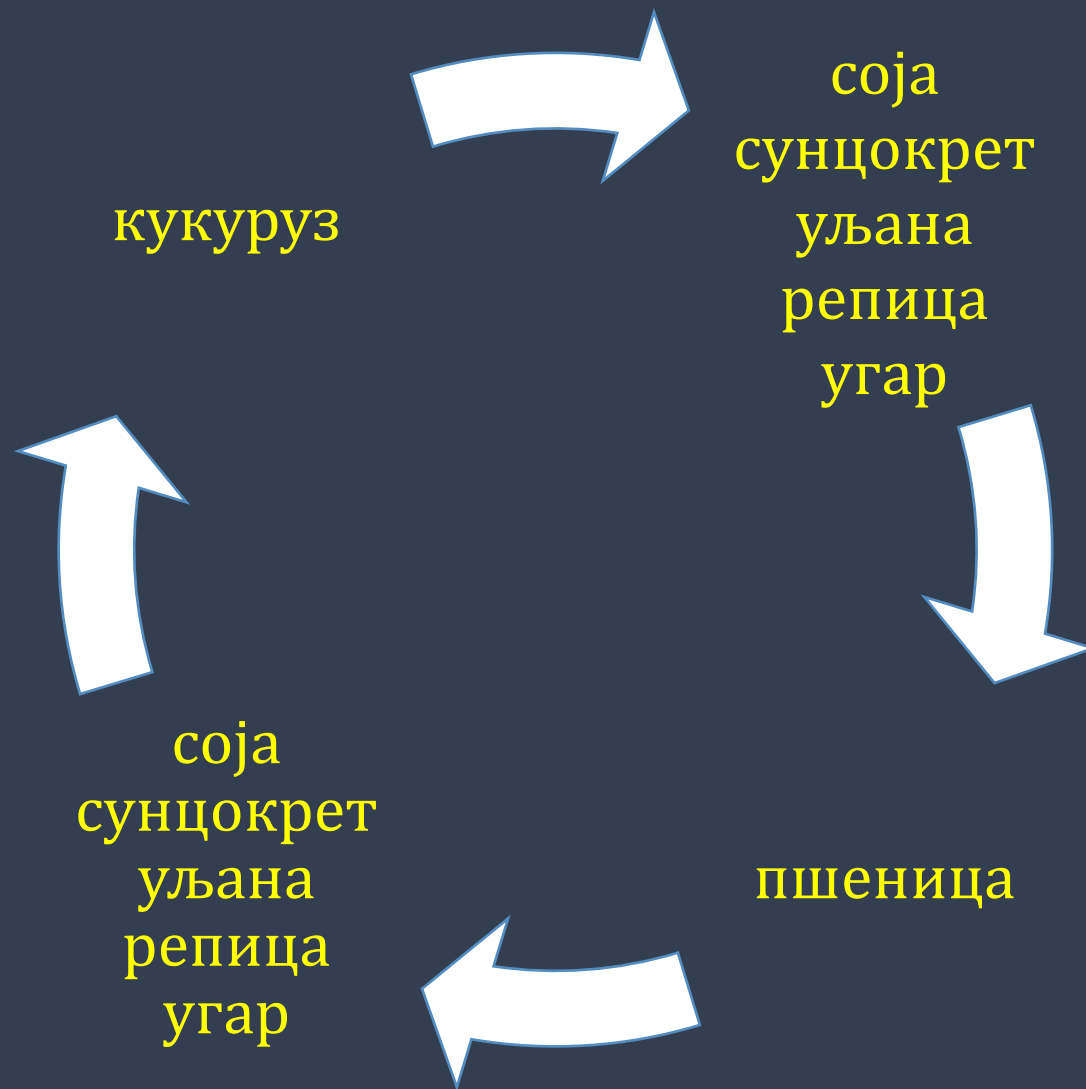 кукуруз
соја
сунцокрет
уљана
репица
угар
пшеница
соја
сунцокрет
уљана
репица
угар